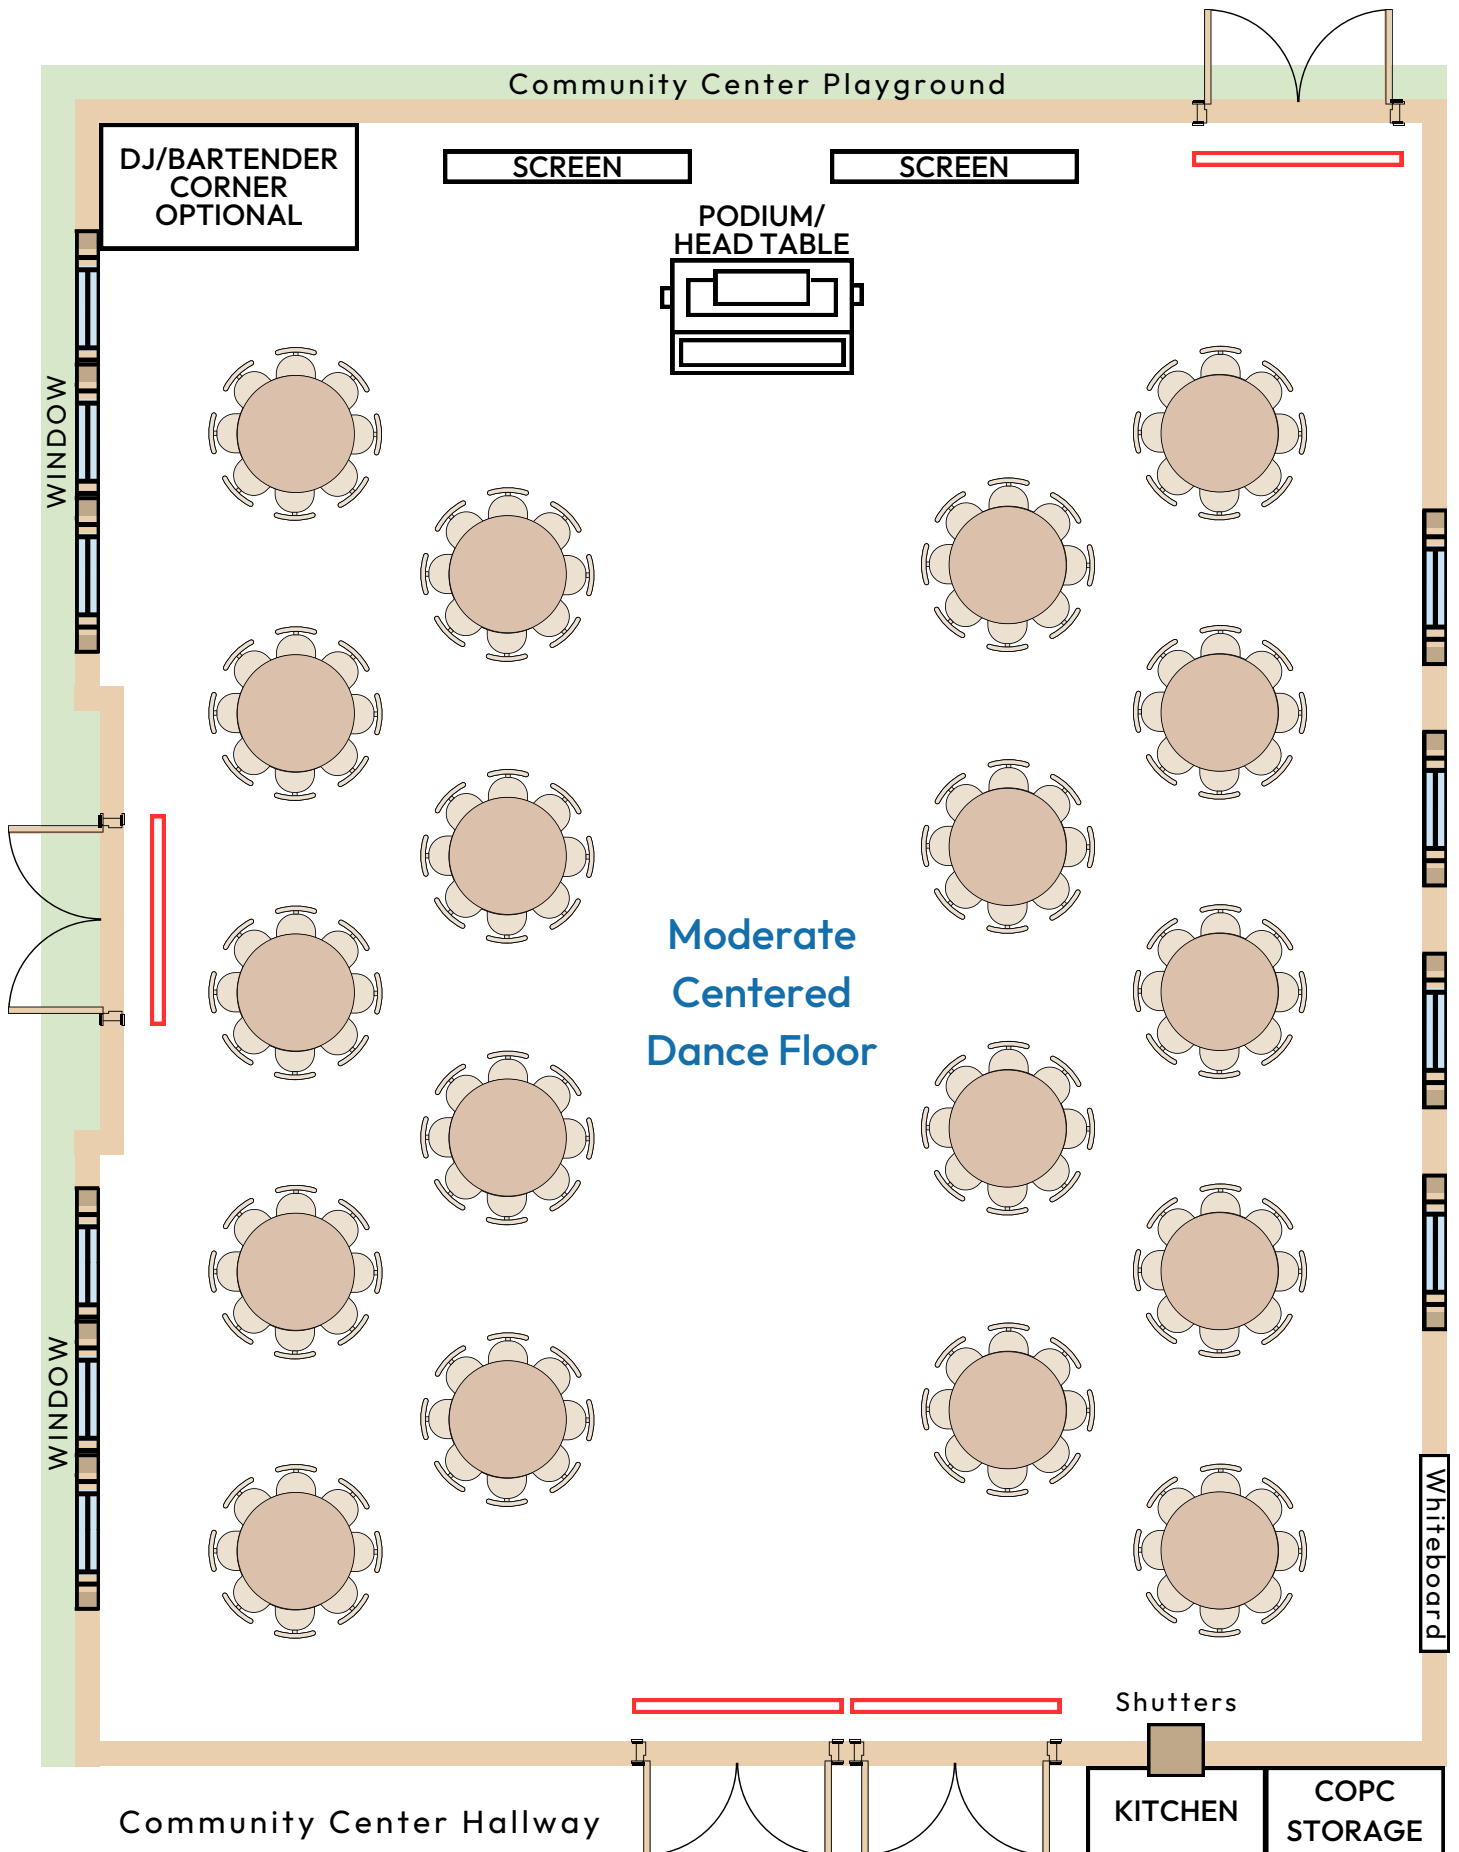 Community Center Playground
DJ/BARTENDER
CORNER
OPTIONAL
SCREEN
SCREEN
PODIUM/
HEAD TABLE
WINDOW
Moderate
Centered
Dance Floor
WINDOW
Whiteboard
Shutters
Community Center Hallway
KITCHEN
COPC
STORAGE